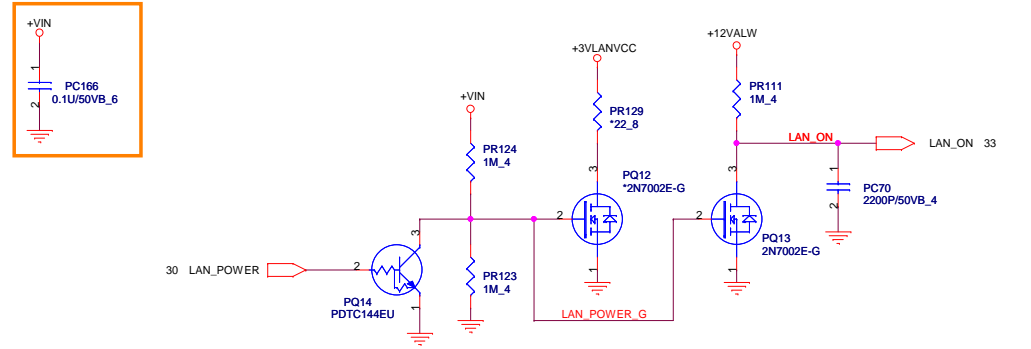 +VIN
1
PC166
0.1U/50VB_6
2
+VIN
PR124
1M_4
3
30 LAN_POWER
2
PQ14
PDTC144EU
1
PR123
1M_4
+3VLANVCC
PR129
*22_8
3
PQ12
*2N7002E-G
2
1
LAN_POWER_G
+12VALW
PR111
1M_4
LAN_ON
LAN_ON 33
3
2
PQ13
2N7002E-G
1
1
PC70
2200P/50VB_4
2